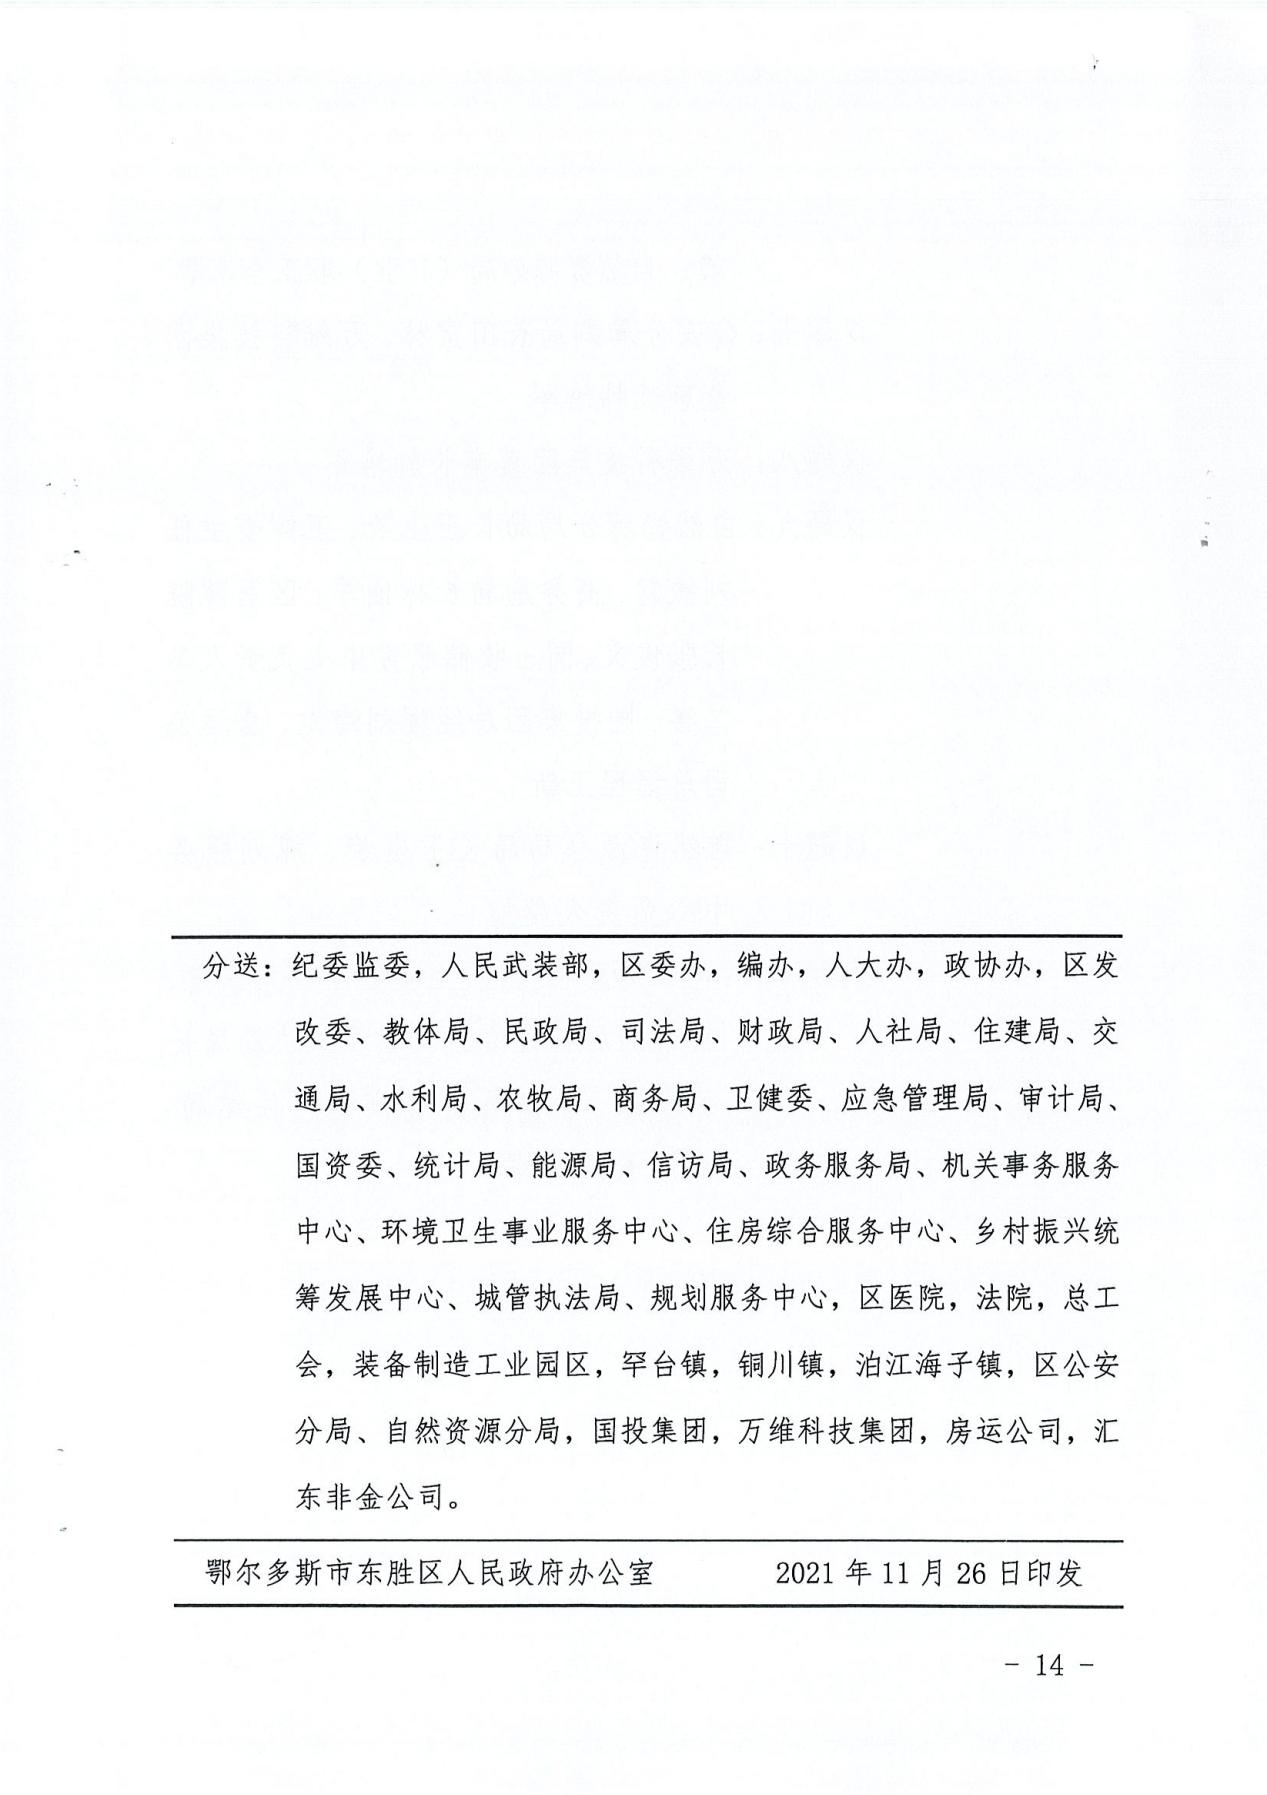 分送：纪委监委，人民武装部，区委办，编办，人大办，政协办，区发
改委、教体局、民政局、司法局、财政局、人社局、住建局、交
通局、水利局、农牧局、商务局、卫健委、应急管理局、审计局、
国资委、统计局、能源局、信访局、政务服务局、机关事务服务
中心、环境卫生事业服务中心、住房综合服务中心、乡村振兴统
筹发展中心、城管执法局、规划服务中心，区医院，法院，总工
会，装备制造工业园区，罕台镇，铜川镇，泊江海子镇，区公安
分局、自然资源分局，国投集团，万维科技集团，房运公司，汇
东非金公司。
鄂尔多斯市东胜区人民政府办公室 2021 年 11 月 26 日印发
- 14 -